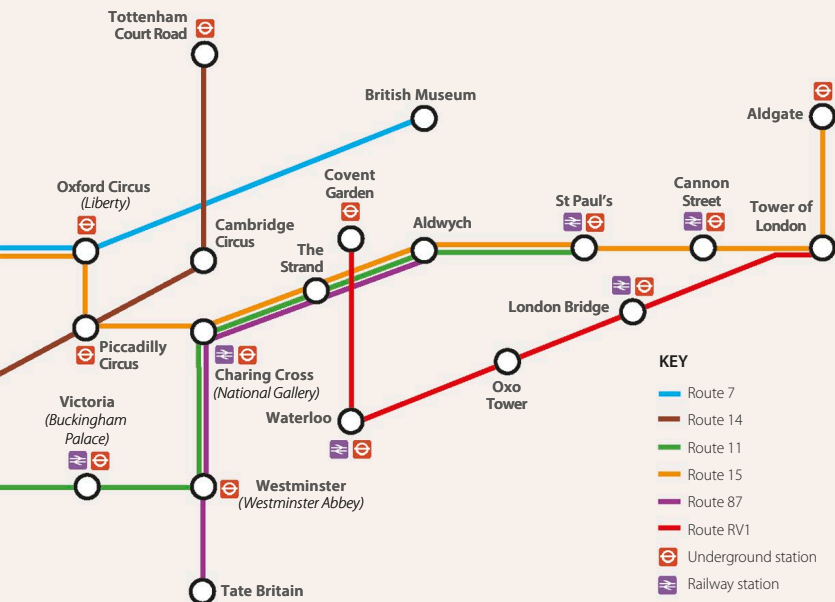 Tottenham
Court Road
British Museum
Aldgate
Oxford Circus
(Liberty)
Covent
Garden
St Paul's
Cannon
Street
Tower of
London
Cambridge
Circus
Aldwych
The
Strand
London Bridge
Piccadilly
Circus
Charing Cross
(National Gallery)
Oxo
Tower
Victoria
(Buckingham
Palace)
Waterloo
Westminster
(Westminster Abbey)
Tate Britain
KEY
Route 7
Route 14
Route 11
Route 15
Route 87
Route RV1
Underground station
Railway station